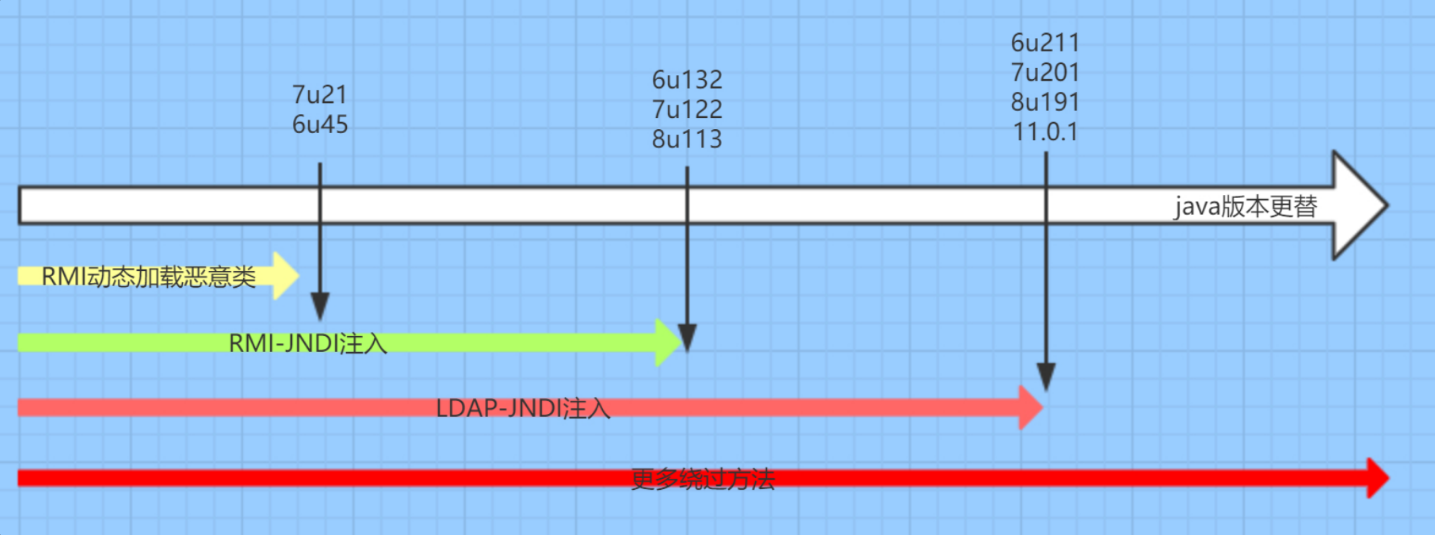 7u21
6u45
6u132
7u122
8u113
6u211
7u201
8u191
11.0.1
java版本更替
RMI动态加载恶意类
RMI-JNDI注入
LDAP-JNDI注入
更多绕过方法